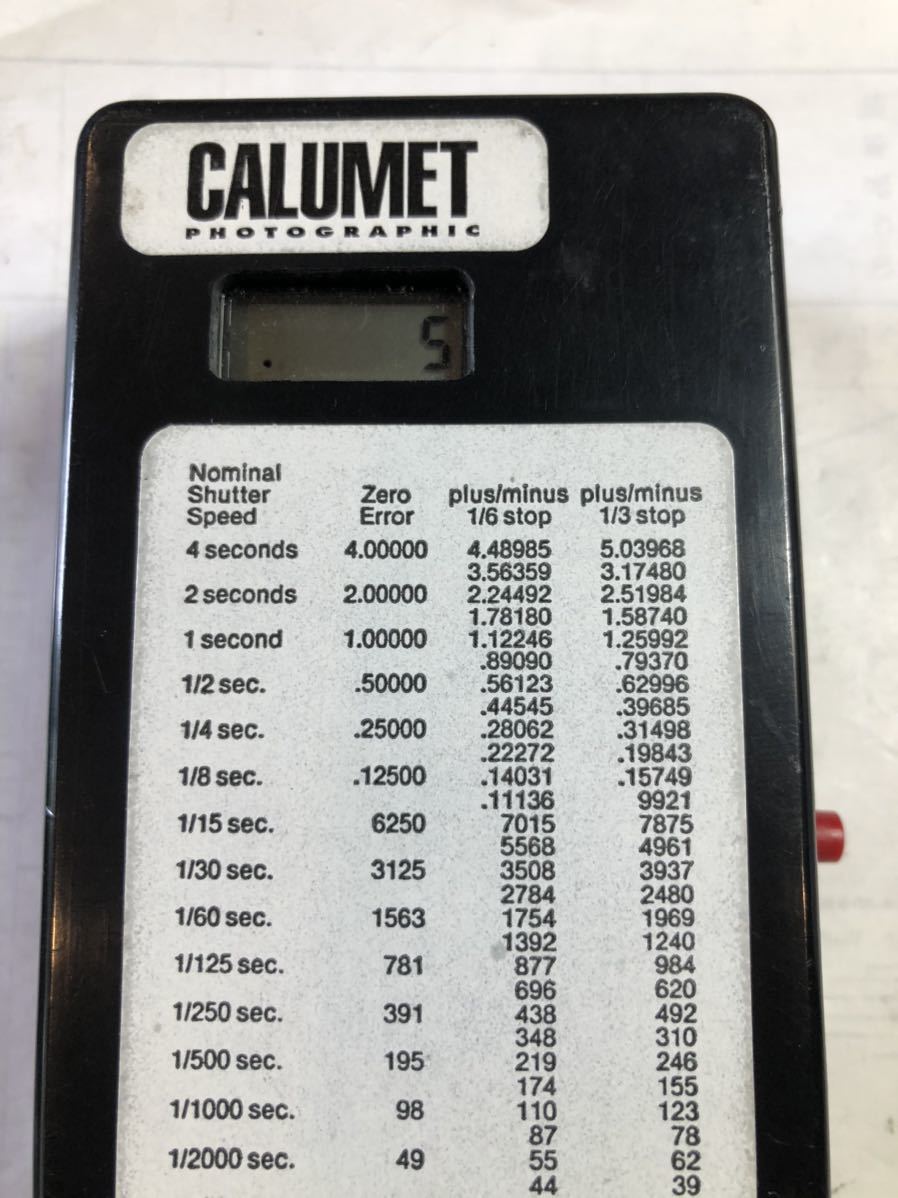 CALUMET
PHOTOGRAPHIC
. 5
Nominal
Shutter Zero plus/minus plus/minus
Speed Error 1/6 stop 1/3 stop
4 seconds 4.00000 4.48985 5.03968
3.56359 3.17480
2 seconds 2.00000 2.24492 2.51984
1.78180 1.58740
1 second 1.00000 1.12246 1.25992
.89090 .79370
1/2 sec. .50000 .56123 .62996
.44545 .39685
1/4 sec. .25000 .28062 .31498
.22272 .19843
1/8 sec. .12500 .14031 .15749
.11136 9921
1/15 sec. 6250 7015 7875
5568 4961
1/30 sec. 3125 3508 3937
2784 2480
1/60 sec. 1563 1754 1969
1392 1240
1/125 sec. 781 877 984
696 620
1/250 sec. 391 438 492
348 310
1/500 sec. 195 219 246
174 155
1/1000 sec. 98 110 123
87 78
1/2000 sec. 49 55 62
44 39